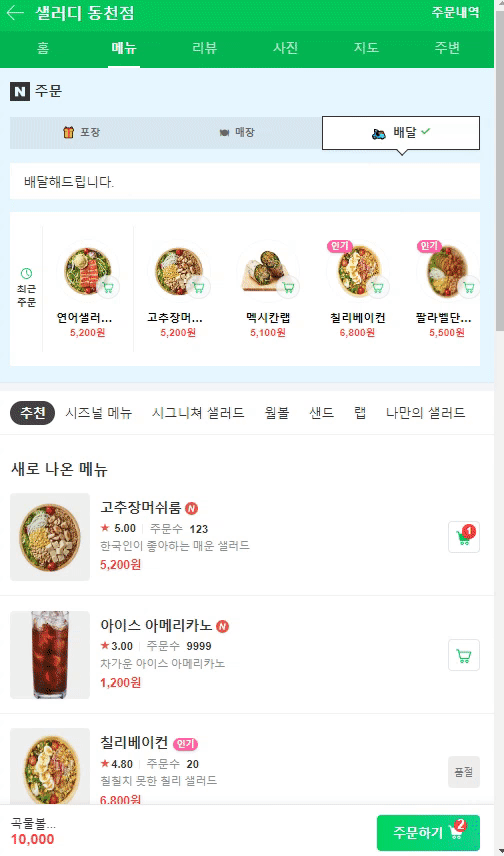 샐러디 동천점
주문내역
홈 메뉴 리뷰 사진 지도 주변
N 주문
포장 매장 배달
배달해드립니다.
최근
주문
연어샐러...
5,200원
고추장머...
5,200원
멕시칸랩
5,100원
인기
칠리베이컨
6,800원
인기
팔라벨단...
5,500원
추천 시즈널 메뉴 시그니쳐 샐러드 웜볼 샌드 랩 나만의 샐러드
새로 나온 메뉴
고추장머쉬룸 N
★ 5.00 주문수 123
한국인이 좋아하는 매운 샐러드
5,200원
1
아이스 아메리카노 N
★ 3.00 주문수 9999
차가운 아이스 아메리카노
1,200원
칠리베이컨 인기
★ 4.80 주문수 20
칠칠치 못한 칠리 샐러드
6,800원
품절
곡물볼...
10,000
주문하기 2